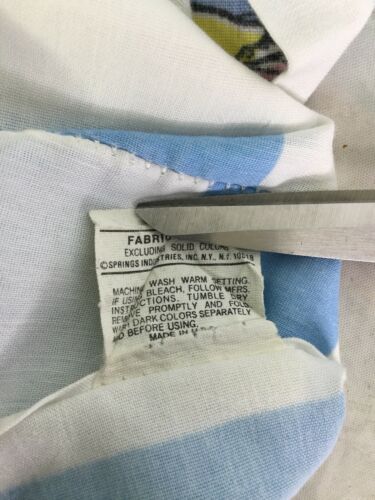 FABRIC
EXCLUDING SOLID COLORS
©SPRINGS INDUSTRIES, INC. N.Y., N.Y. 10018
MACHINE WASH WARM SETTING.
IF USING BLEACH, FOLLOW MFRS.
INSTRUCTIONS. TUMBLE DRY
REMOVE PROMPTLY AND FOLD.
WASH DARK COLORS SEPARATELY
AND BEFORE USING.
MADE IN